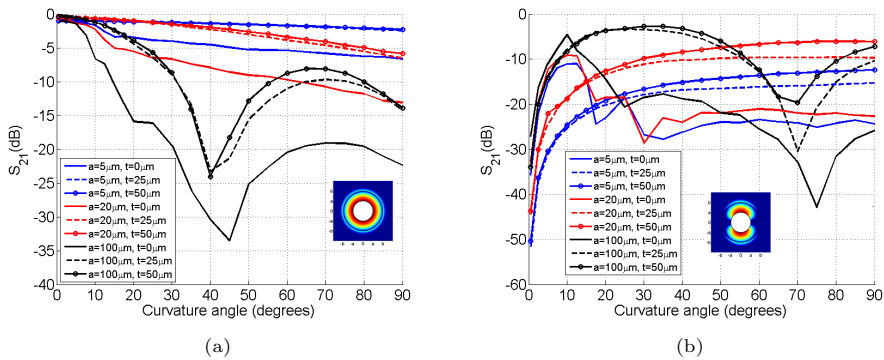 (a)
0
-5
-10
-15
-20
-25
-30
-35
-40
S21(dB)
a=5μm, t=0μm
a=5μm, t=25μm
a=5μm, t=50μm
a=20μm, t=0μm
a=20μm, t=25μm
a=20μm, t=50μm
a=100μm, t=0μm
a=100μm, t=25μm
a=100μm, t=50μm
0 10 20 30 40 50 60 70 80 90
Curvature angle (degrees)
(a)
(b)
0
-10
-20
-30
-40
-50
-60
S21(dB)
a=5μm, t=0μm
a=5μm, t=25μm
a=5μm, t=50μm
a=20μm, t=0μm
a=20μm, t=25μm
a=20μm, t=50μm
a=100μm, t=0μm
a=100μm, t=25μm
a=100μm, t=50μm
0 10 20 30 40 50 60 70 80 90
Curvature angle (degrees)
(b)